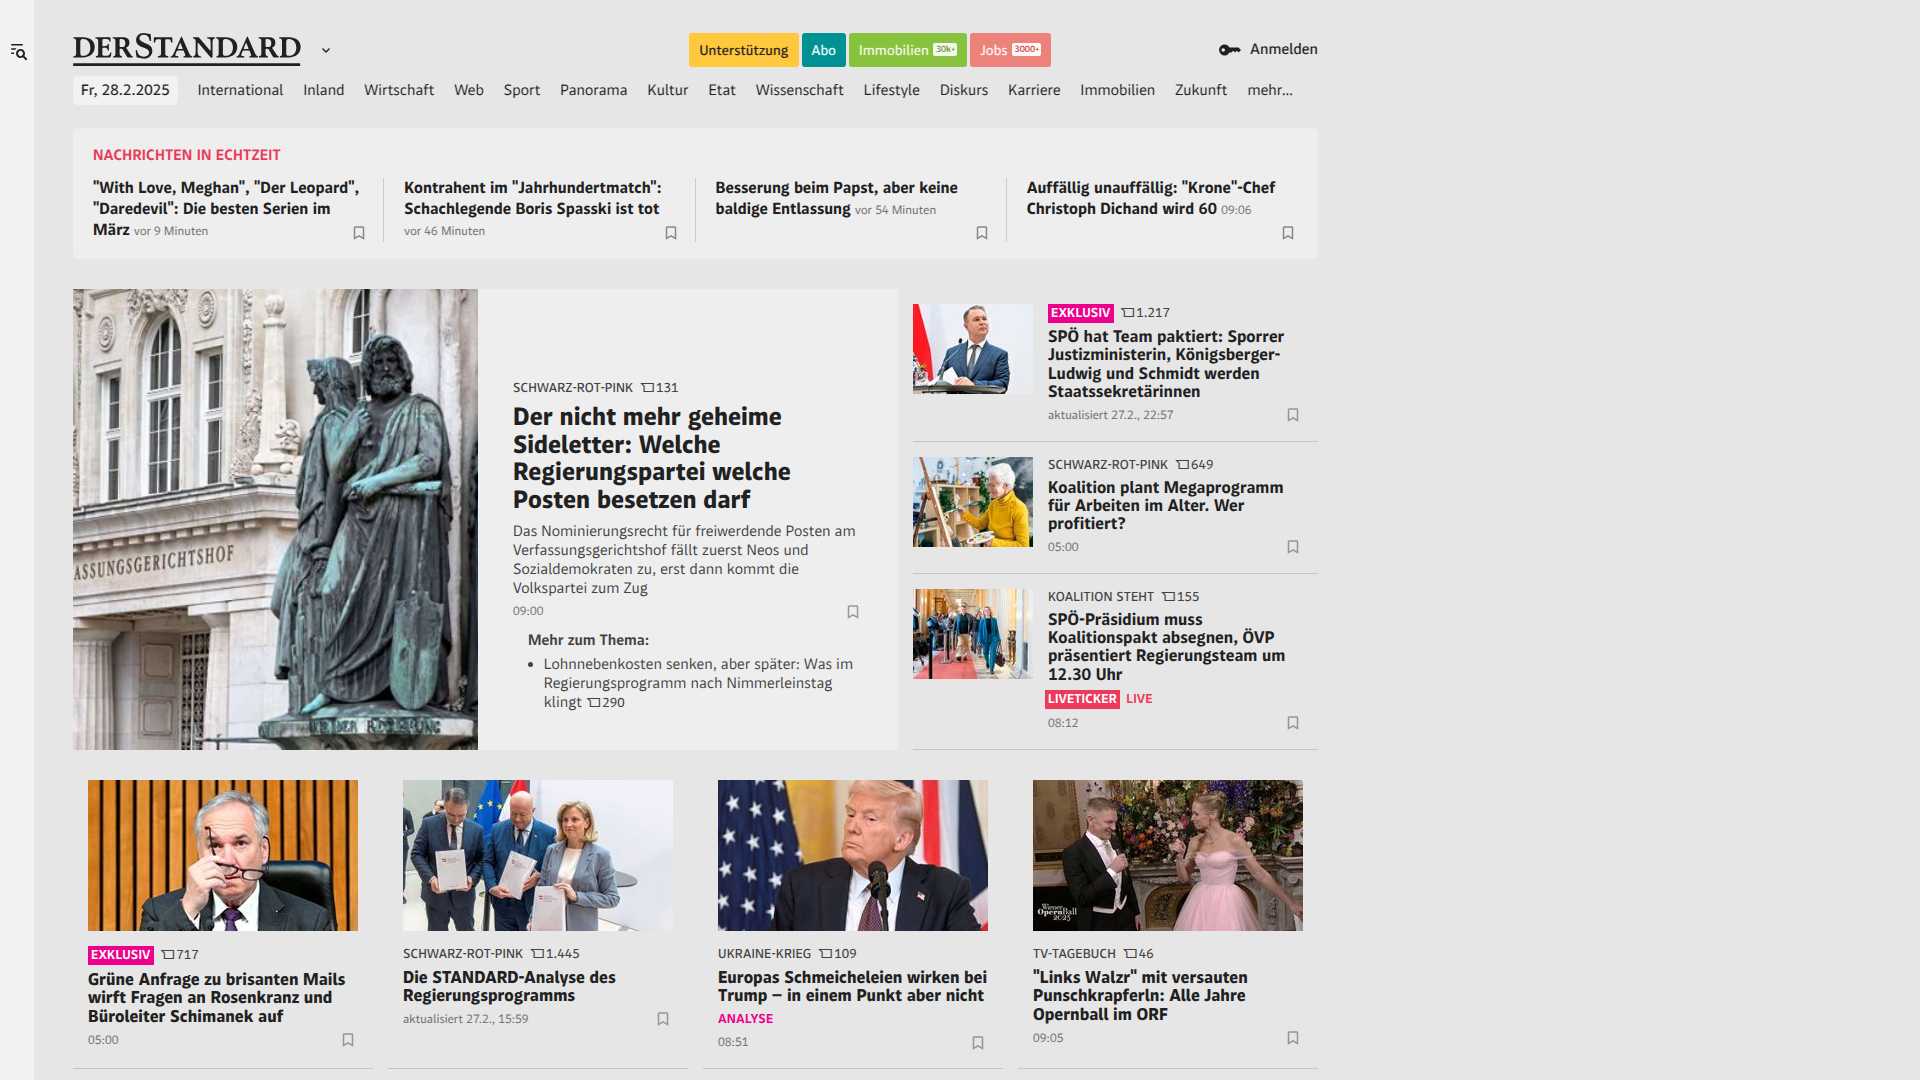 DERSTANDARD
Unterstützung
Abo
Immobilien 30k+
Jobs 3000+
Anmelden
Fr, 28.2.2025
International
Inland
Wirtschaft
Web
Sport
Panorama
Kultur
Etat
Wissenschaft
Lifestyle
Diskurs
Karriere
Immobilien
Zukunft
mehr...
NACHRICHTEN IN ECHTZEIT
"With Love, Meghan", "Der Leopard",
"Daredevil": Die besten Serien im
März vor 9 Minuten
Kontrahent im "Jahrhundertmatch":
Schachlegende Boris Spasski ist tot
vor 46 Minuten
Besserung beim Papst, aber keine
baldige Entlassung vor 54 Minuten
Auffällig unauffällig: "Krone"-Chef
Christoph Dichand wird 60 09:06
ASSUNGSGERICHTSHOF
SCHWARZ-ROT-PINK 131
Der nicht mehr geheime
Sideletter: Welche
Regierungspartei welche
Posten besetzen darf
Das Nominierungsrecht für freiwerdende Posten am
Verfassungsgerichtshof fällt zuerst Neos und
Sozialdemokraten zu, erst dann kommt die
Volkspartei zum Zug
09:00
Mehr zum Thema:
• Lohnnebenkosten senken, aber später: Was im
Regierungsprogramm nach Nimmerleinstag
klingt 290
EXKLUSIV 1.217
SPÖ hat Team paktiert: Sporrer
Justizministerin, Königsberger-
Ludwig und Schmidt werden
Staatssekretärinnen
aktualisiert 27.2., 22:57
SCHWARZ-ROT-PINK 649
Koalition plant Megaprogramm
für Arbeiten im Alter. Wer
profitiert?
05:00
KOALITION STEHT 155
SPÖ-Präsidium muss
Koalitionspakt absegnen, ÖVP
präsentiert Regierungsteam um
12.30 Uhr
LIVETICKER LIVE
08:12
EXKLUSIV 717
Grüne Anfrage zu brisanten Mails
wirft Fragen an Rosenkranz und
Büroleiter Schimanek auf
05:00
SCHWARZ-ROT-PINK 1.445
Die STANDARD-Analyse des
Regierungsprogramms
aktualisiert 27.2., 15:59
UKRAINE-KRIEG 109
Europas Schmeicheleien wirken bei
Trump – in einem Punkt aber nicht
ANALYSE
08:51
Wiener
OpernBall
2025
TV-TAGEBUCH 46
"Links Walzr" mit versauten
Punschkrapferln: Alle Jahre
Opernball im ORF
09:05